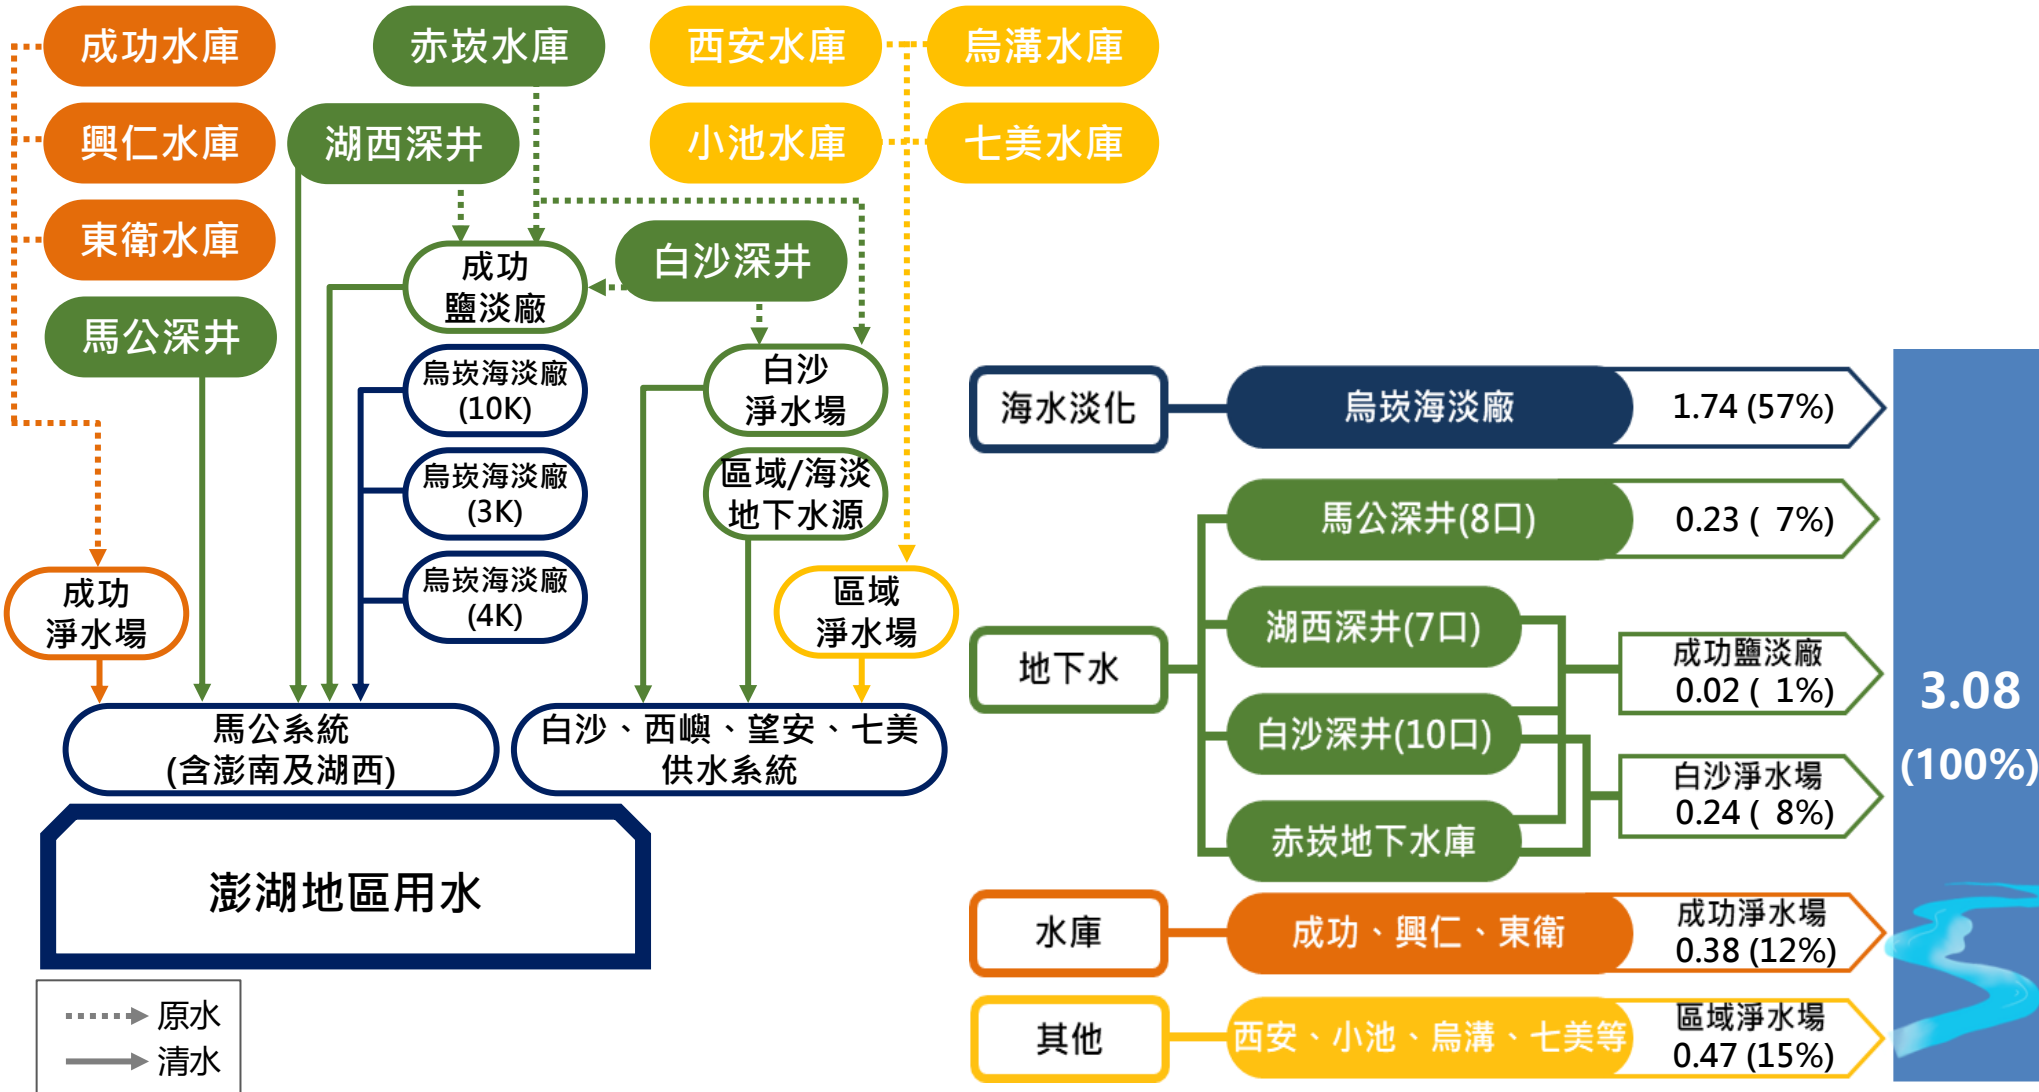 成功水庫
赤崁水庫
西安水庫
烏溝水庫
興仁水庫
湖西深井
小池水庫
七美水庫
東衛水庫
成功
鹽淡廠
白沙深井
馬公深井
烏崁海淡廠
(10K)
白沙
淨水場
烏崁海淡廠
(3K)
區域/海淡
地下水源
成功
淨水場
烏崁海淡廠
(4K)
區域
淨水場
馬公系統
(含澎南及湖西)
白沙、西嶼、望安、七美
供水系統
澎湖地區用水
原水
清水
海水淡化
烏崁海淡廠
1.74 (57%)
馬公深井(8口)
0.23 ( 7%)
地下水
湖西深井(7口)
成功鹽淡廠
0.02 ( 1%)
白沙深井(10口)
白沙淨水場
0.24 ( 8%)
赤崁地下水庫
水庫
成功、興仁、東衛
成功淨水場
0.38 (12%)
其他
西安、小池、烏溝、七美等
區域淨水場
0.47 (15%)
3.08
(100%)